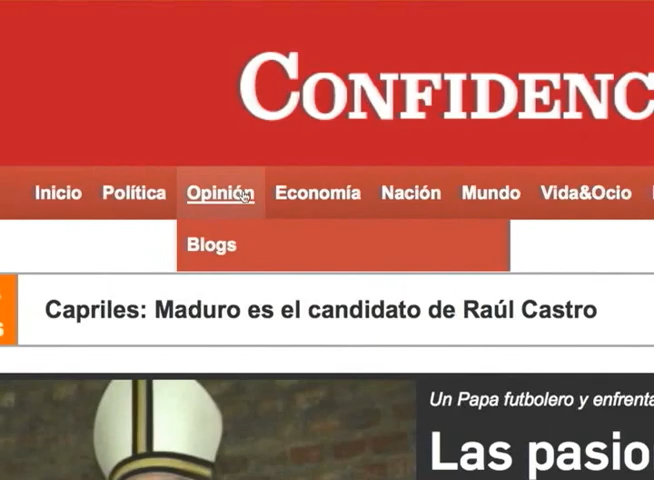 CONFIDENC
Inicio Política Opinión Economía Nación Mundo Vida&Ocio
Blogs
Capriles: Maduro es el candidato de Raúl Castro
Un Papa futbolero y enfrenta
Las pasio